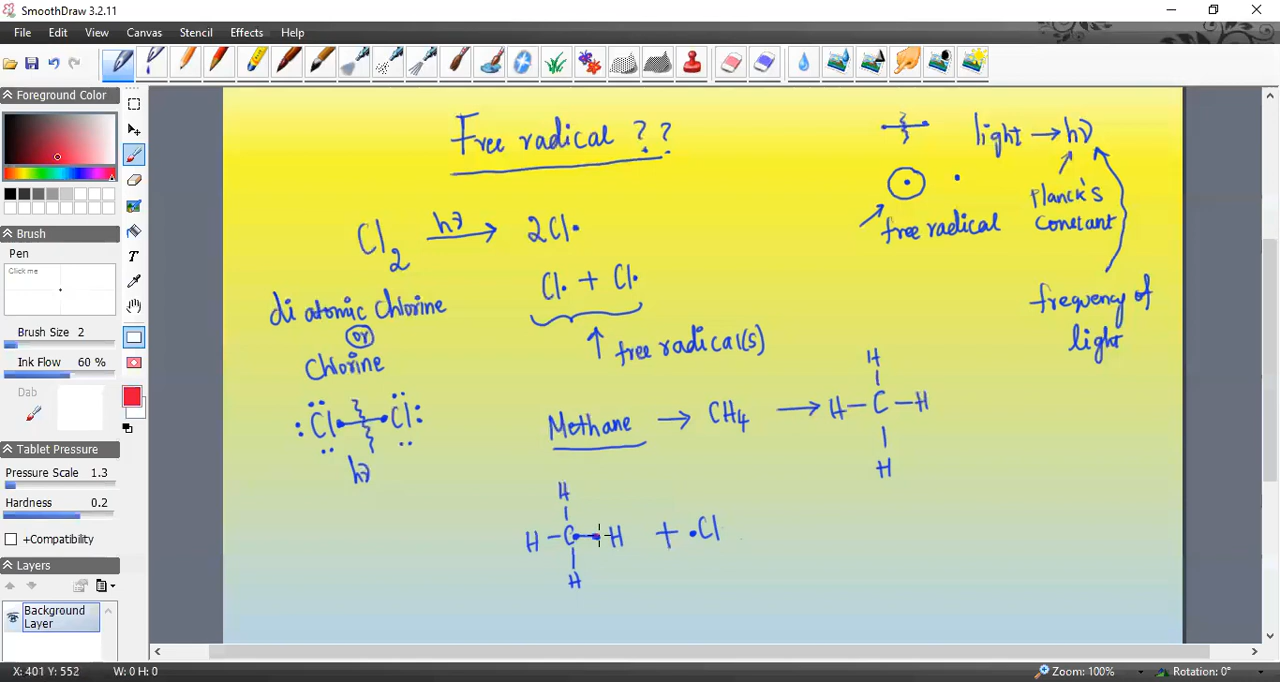 SmoothDraw 3.2.11
File Edit View Canvas Stencil Effects Help
Foreground Color
Brush
Pen
Click me
Brush Size 2
Ink Flow 60 %
Dab
Tablet Pressure
Pressure Scale 1.3
Hardness 0.2
+Compatibility
Layers
Background
Layer
Free radical ??
light → hν
Planck's
Constant
free radical
frequency of
light
Cl2 hν → 2Cl•
Cl• + Cl•
free radical(s)
di atomic chlorine
or
Chlorine
:Cl•—•Cl:
hν
Methane → CH4 →
H
H—C—H
H
H
H—C•—•H + •Cl
H
X: 401 Y: 552
W: 0 H: 0
Zoom: 100%
Rotation: 0°